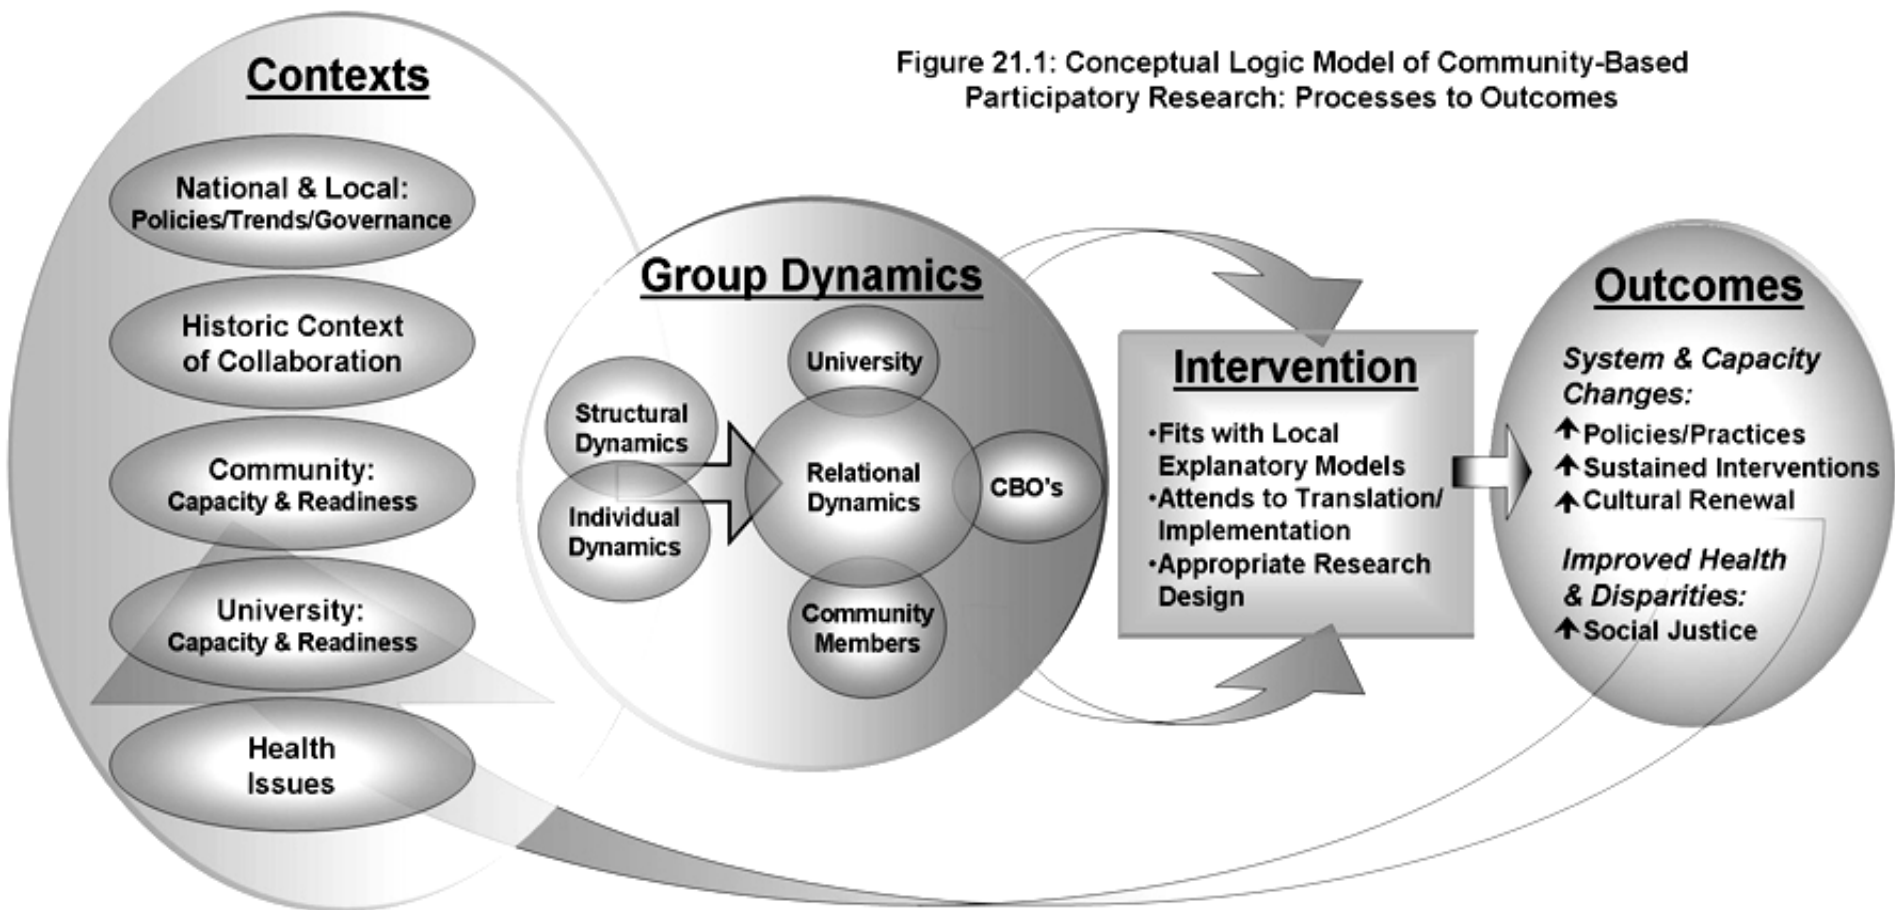 Figure 21.1: Conceptual Logic Model of Community-Based
Participatory Research: Processes to Outcomes
Contexts
National & Local:
Policies/Trends/Governance
Historic Context
of Collaboration
Community:
Capacity & Readiness
University:
Capacity & Readiness
Health
Issues
Group Dynamics
Structural
Dynamics
Individual
Dynamics
University
Relational
Dynamics
CBO's
Community
Members
Intervention
•Fits with Local
Explanatory Models
•Attends to Translation/
Implementation
•Appropriate Research
Design
Outcomes
System & Capacity
Changes:
↑ Policies/Practices
↑ Sustained Interventions
↑ Cultural Renewal
Improved Health
& Disparities:
↑ Social Justice